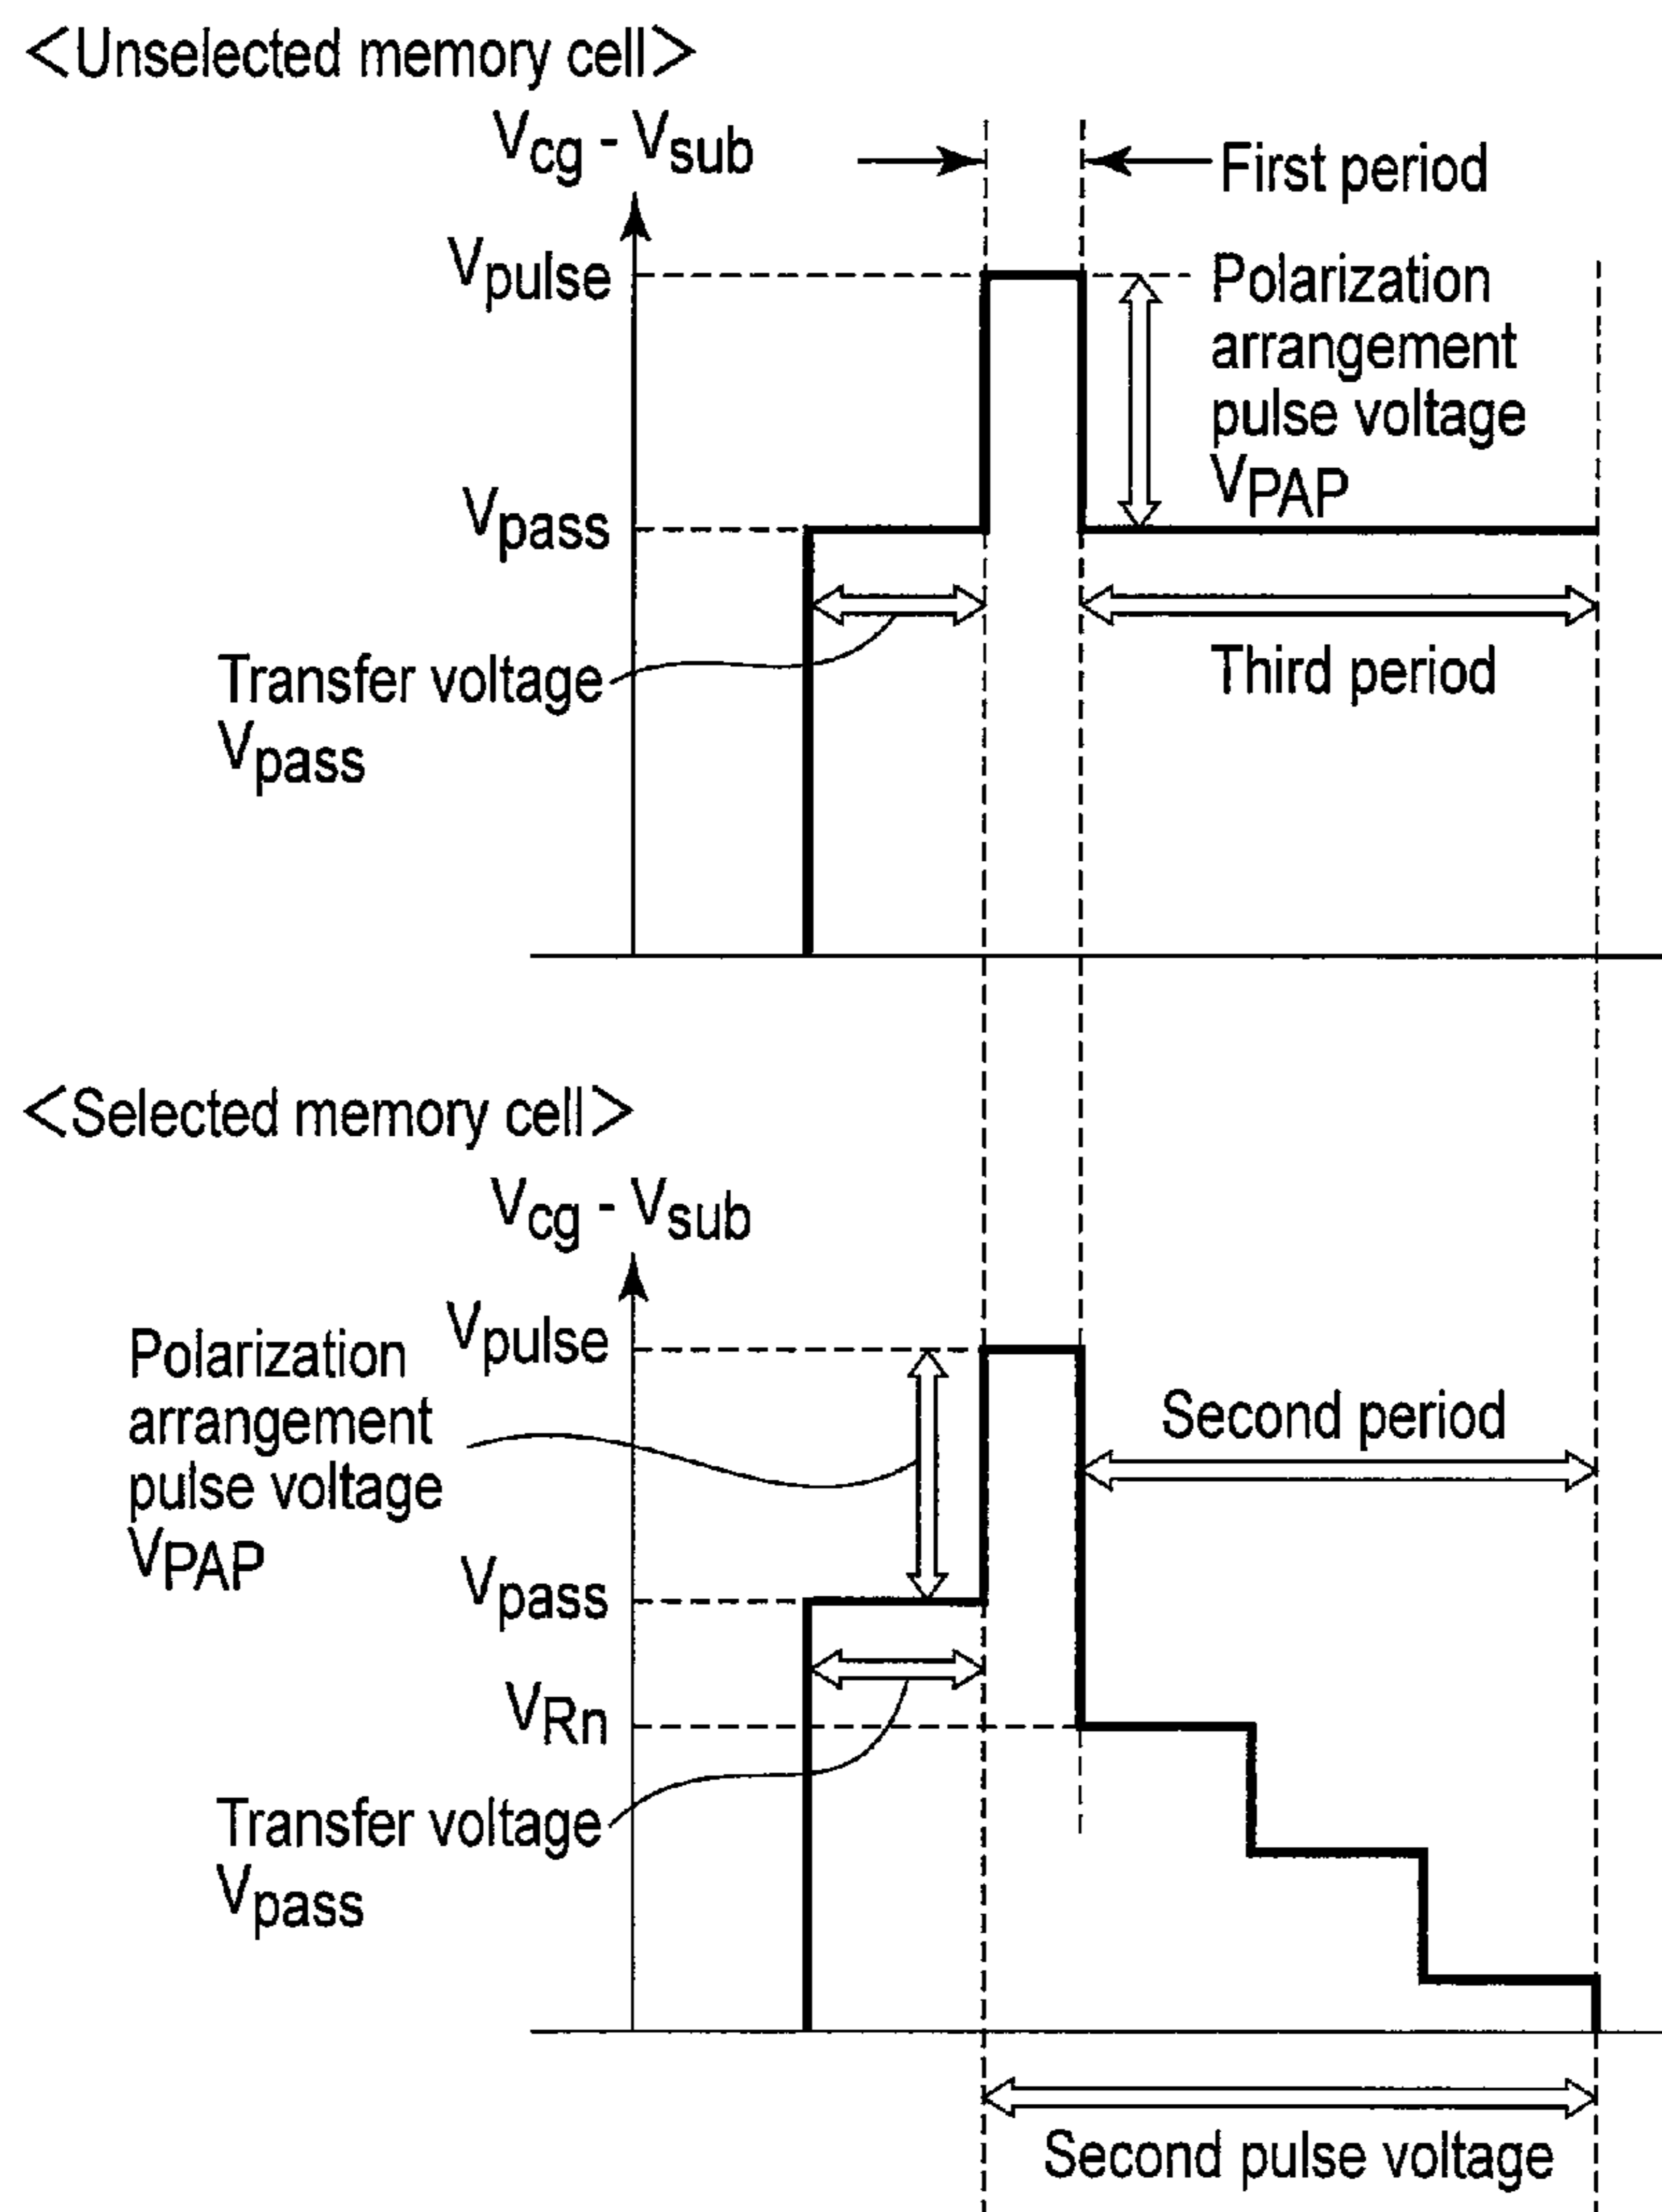 <Unselected memory cell>
Vcg - Vsub
First period
Vpulse
Polarization
arrangement
pulse voltage
VPAP
Vpass
Transfer voltage
Vpass
Third period
<Selected memory cell>
Vcg - Vsub
Vpulse
Polarization
arrangement
pulse voltage
VPAP
Second period
Vpass
VRn
Transfer voltage
Vpass
Second pulse voltage